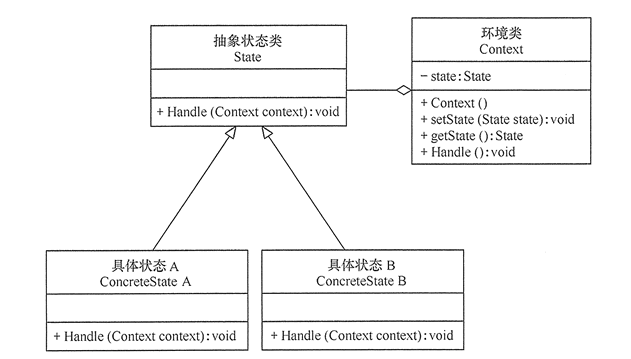 抽象状态类
State
+ Handle (Context context): void
环境类
Context
- state: State
+ Context ()
+ setState (State state): void
+ getState (): State
+ Handle (): void
具体状态 A
ConcreteState A
+ Handle (Context context): void
具体状态 B
ConcreteState B
+ Handle (Context context): void